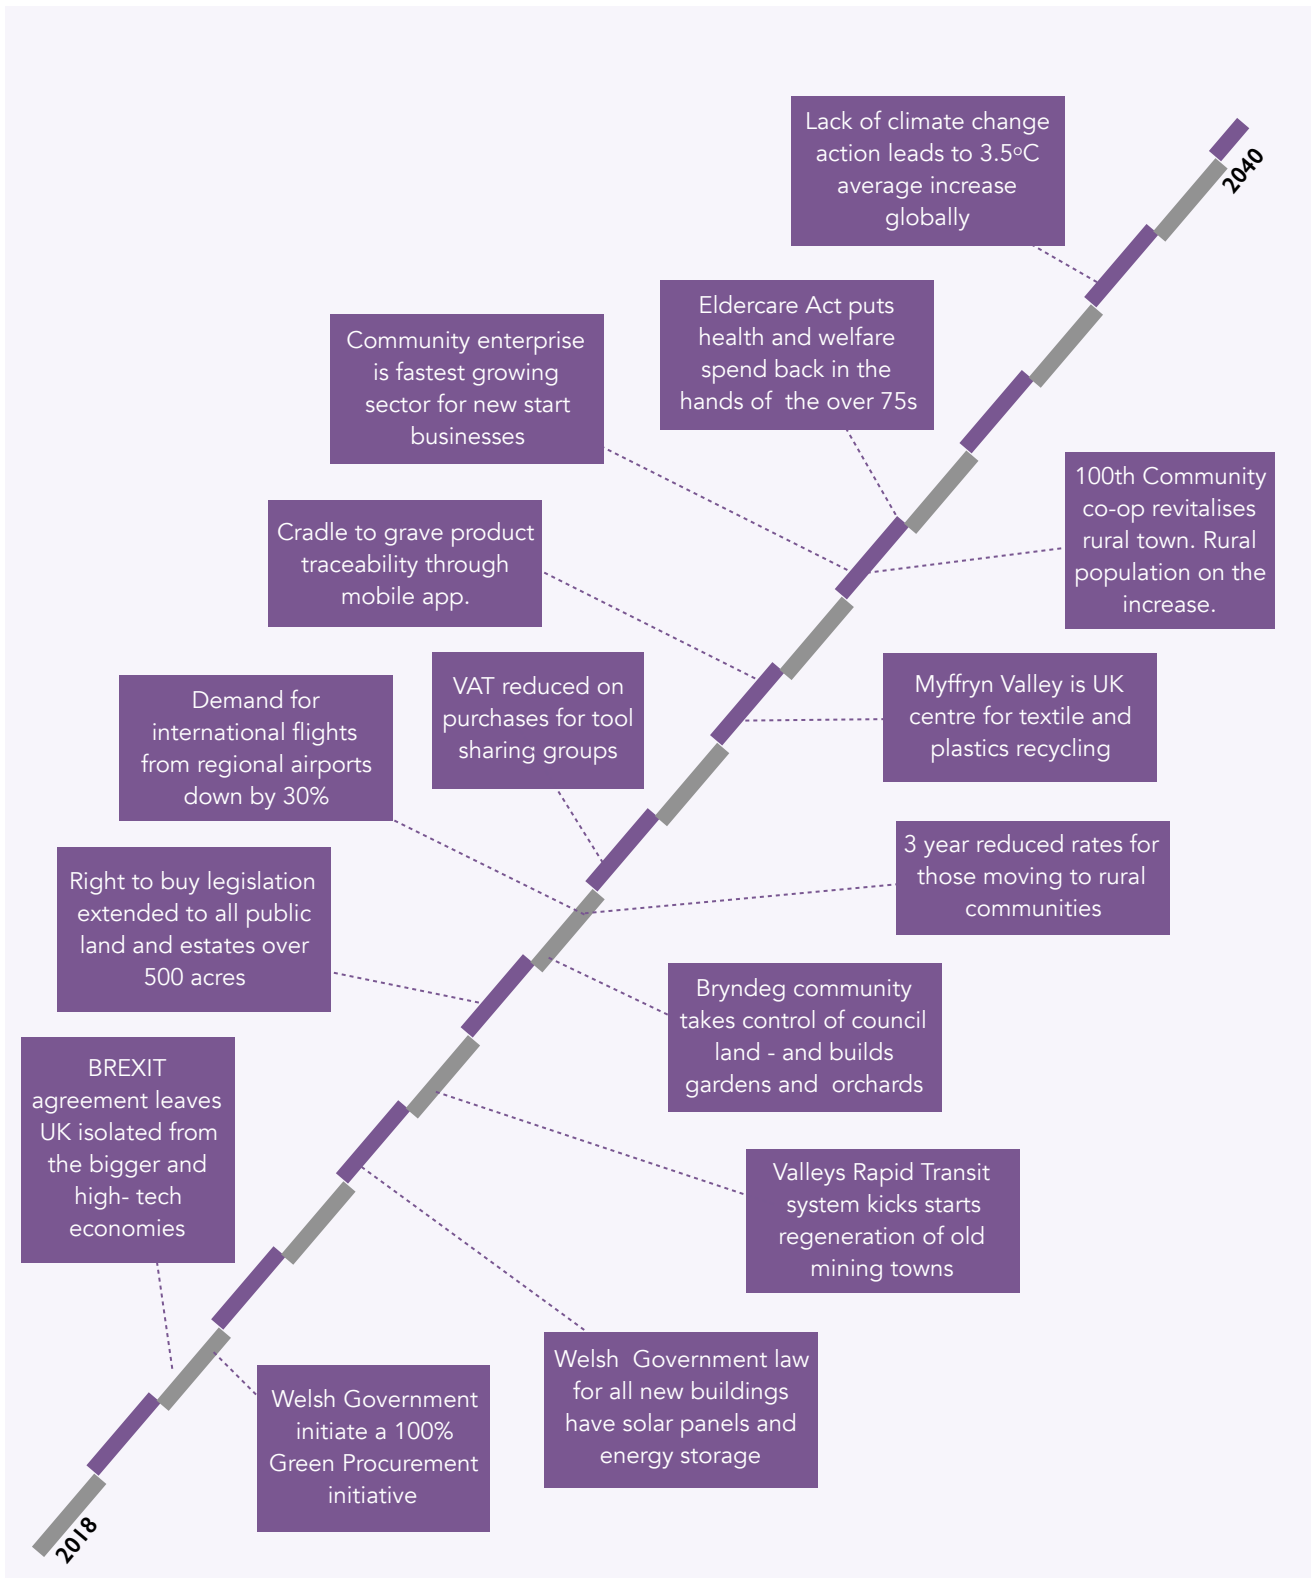 Lack of climate change
action leads to 3.5°C
average increase
globally
2040
Eldercare Act puts
health and welfare
spend back in the
hands of  the over 75s
Community enterprise
is fastest growing
sector for new start
businesses
100th Community
co-op revitalises
rural town. Rural
population on the
increase.
Cradle to grave product
traceability through
mobile app.
VAT reduced on
purchases for tool
sharing groups
Myffryn Valley is UK
centre for textile and
plastics recycling
Demand for
international flights
from regional airports
down by 30%
3 year reduced rates for
those moving to rural
communities
Right to buy legislation
extended to all public
land and estates over
500 acres
Bryndeg community
takes control of council
land - and builds
gardens and  orchards
BREXIT
agreement leaves
UK isolated from
the bigger and
high- tech
economies
Valleys Rapid Transit
system kicks starts
regeneration of old
mining towns
Welsh  Government law
for all new buildings
have solar panels and
energy storage
Welsh Government
initiate a 100%
Green Procurement
initiative
2018